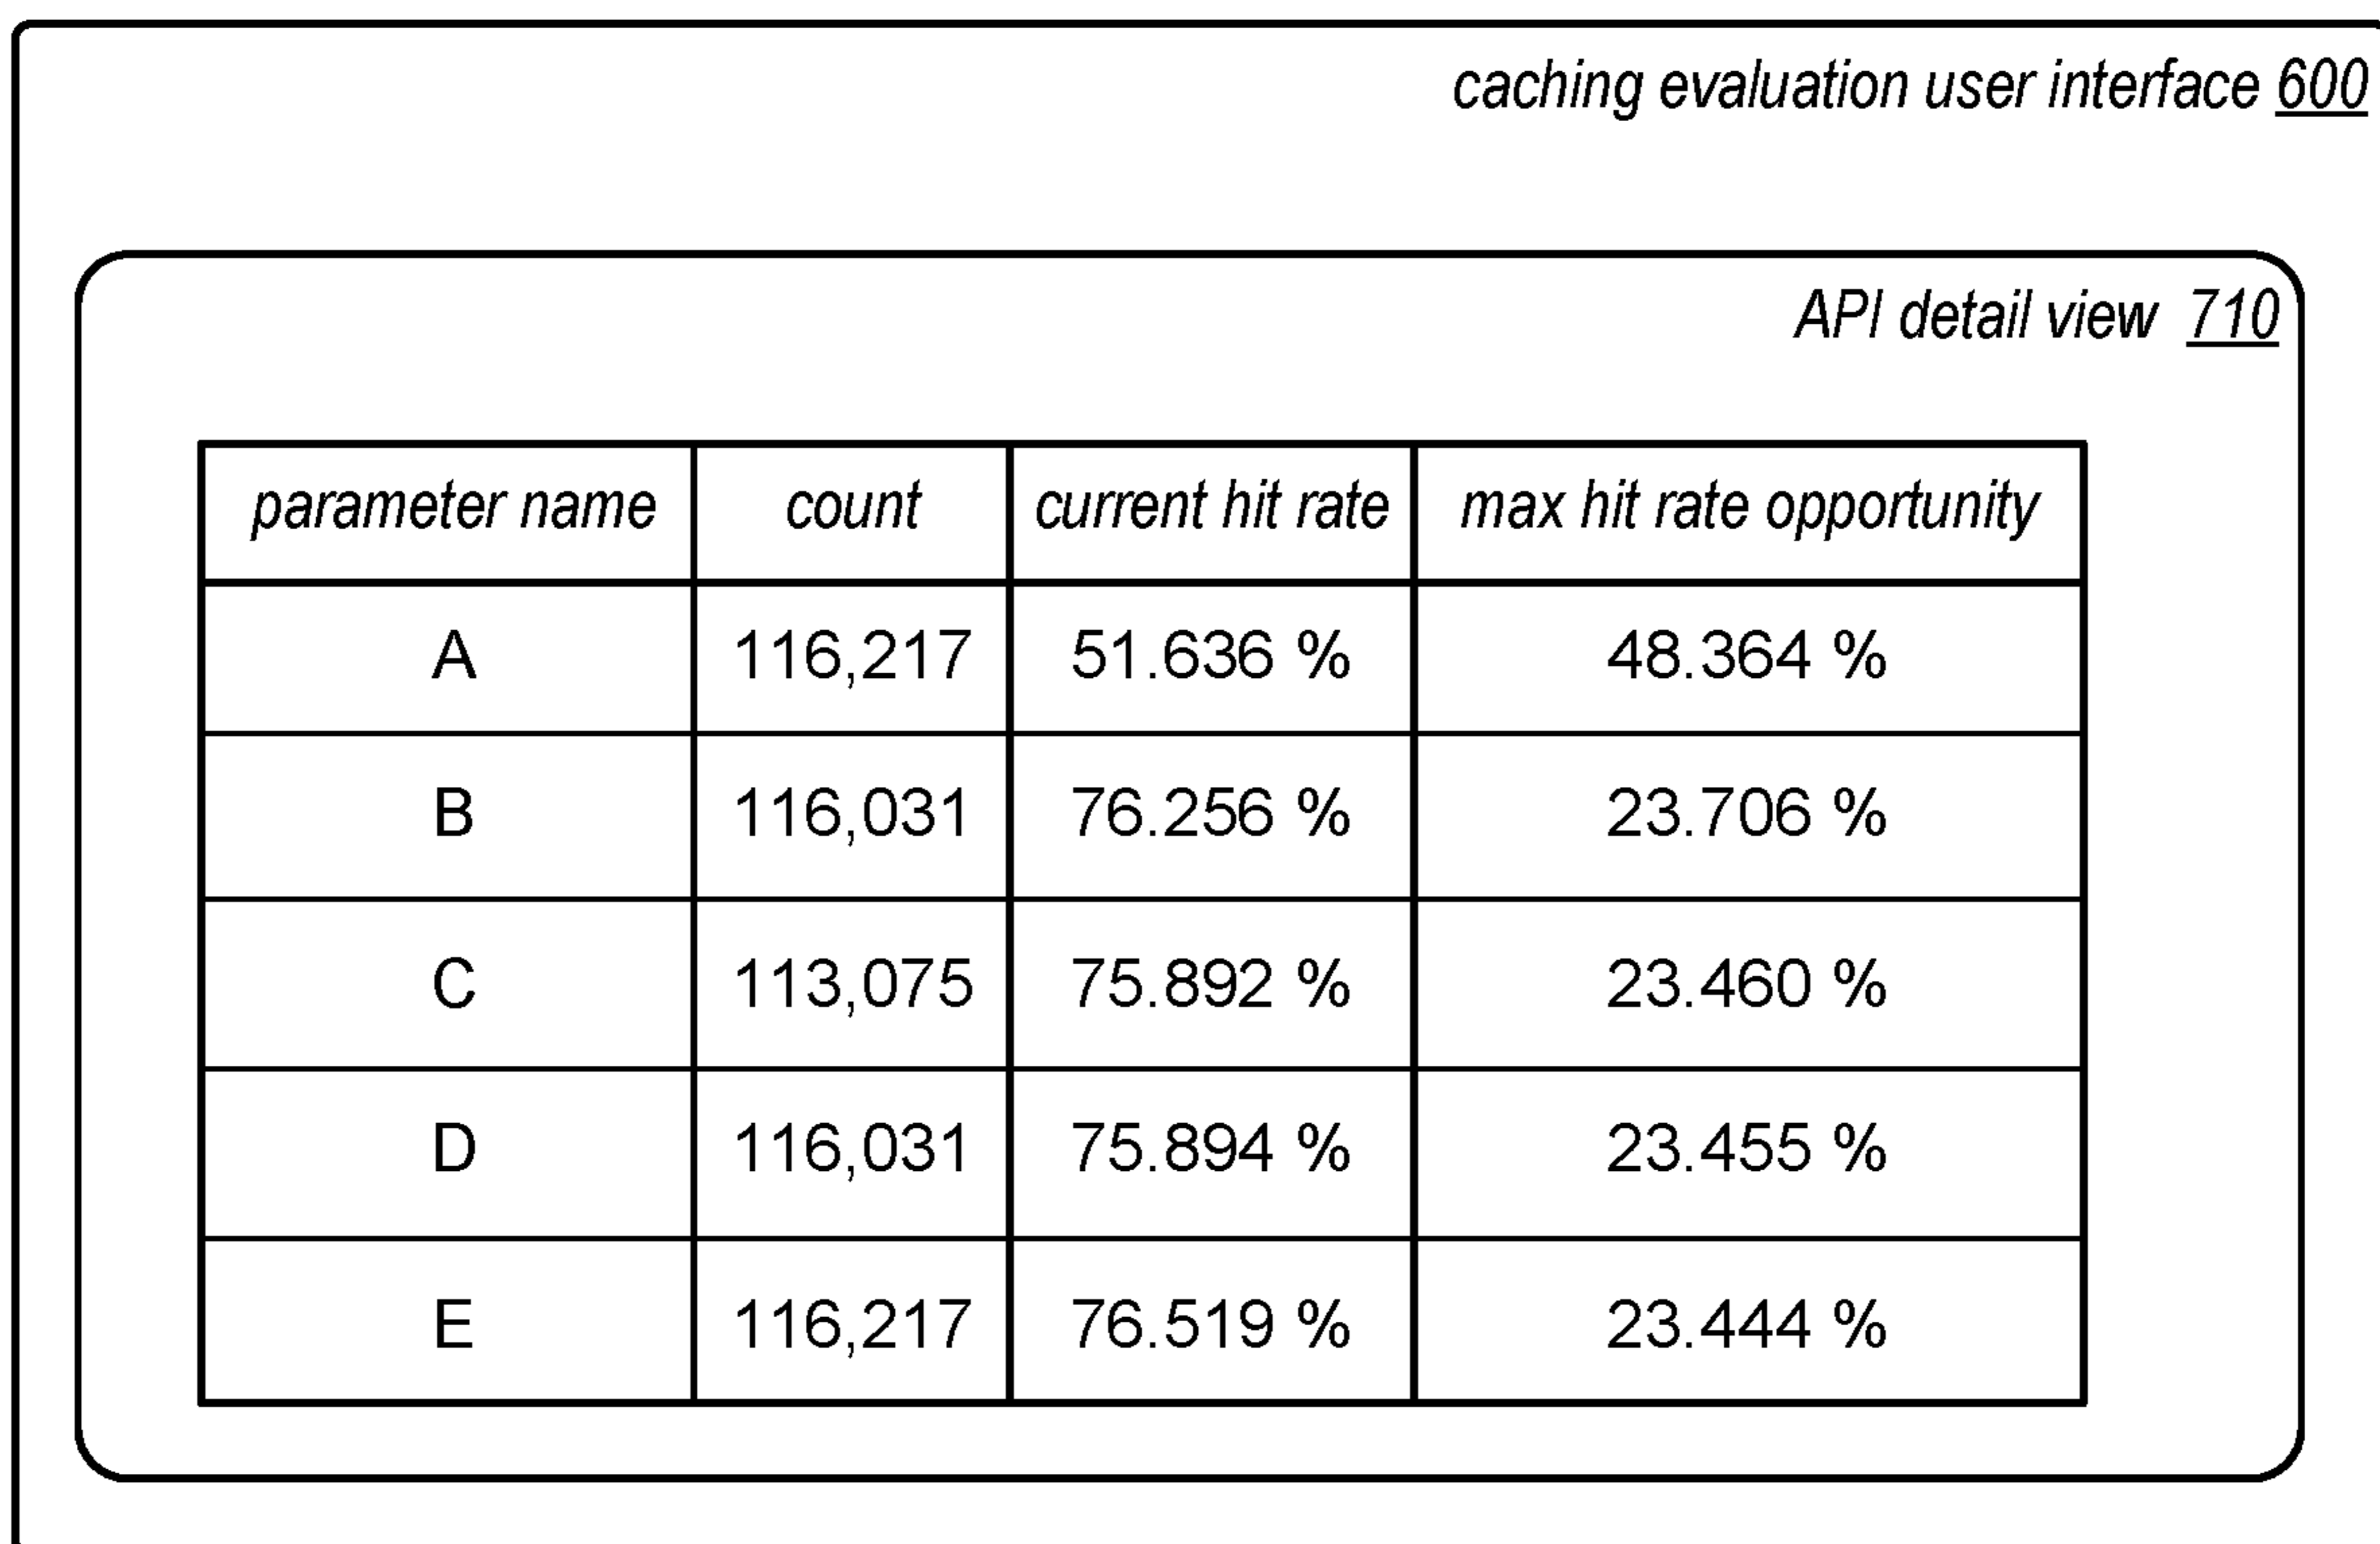 caching evaluation user interface 600
API detail view 710
parameter name count current hit rate max hit rate opportunity
A 116,217 51.636 % 48.364 %
B 116,031 76.256 % 23.706 %
C 113,075 75.892 % 23.460 %
D 116,031 75.894 % 23.455 %
E 116,217 76.519 % 23.444 %